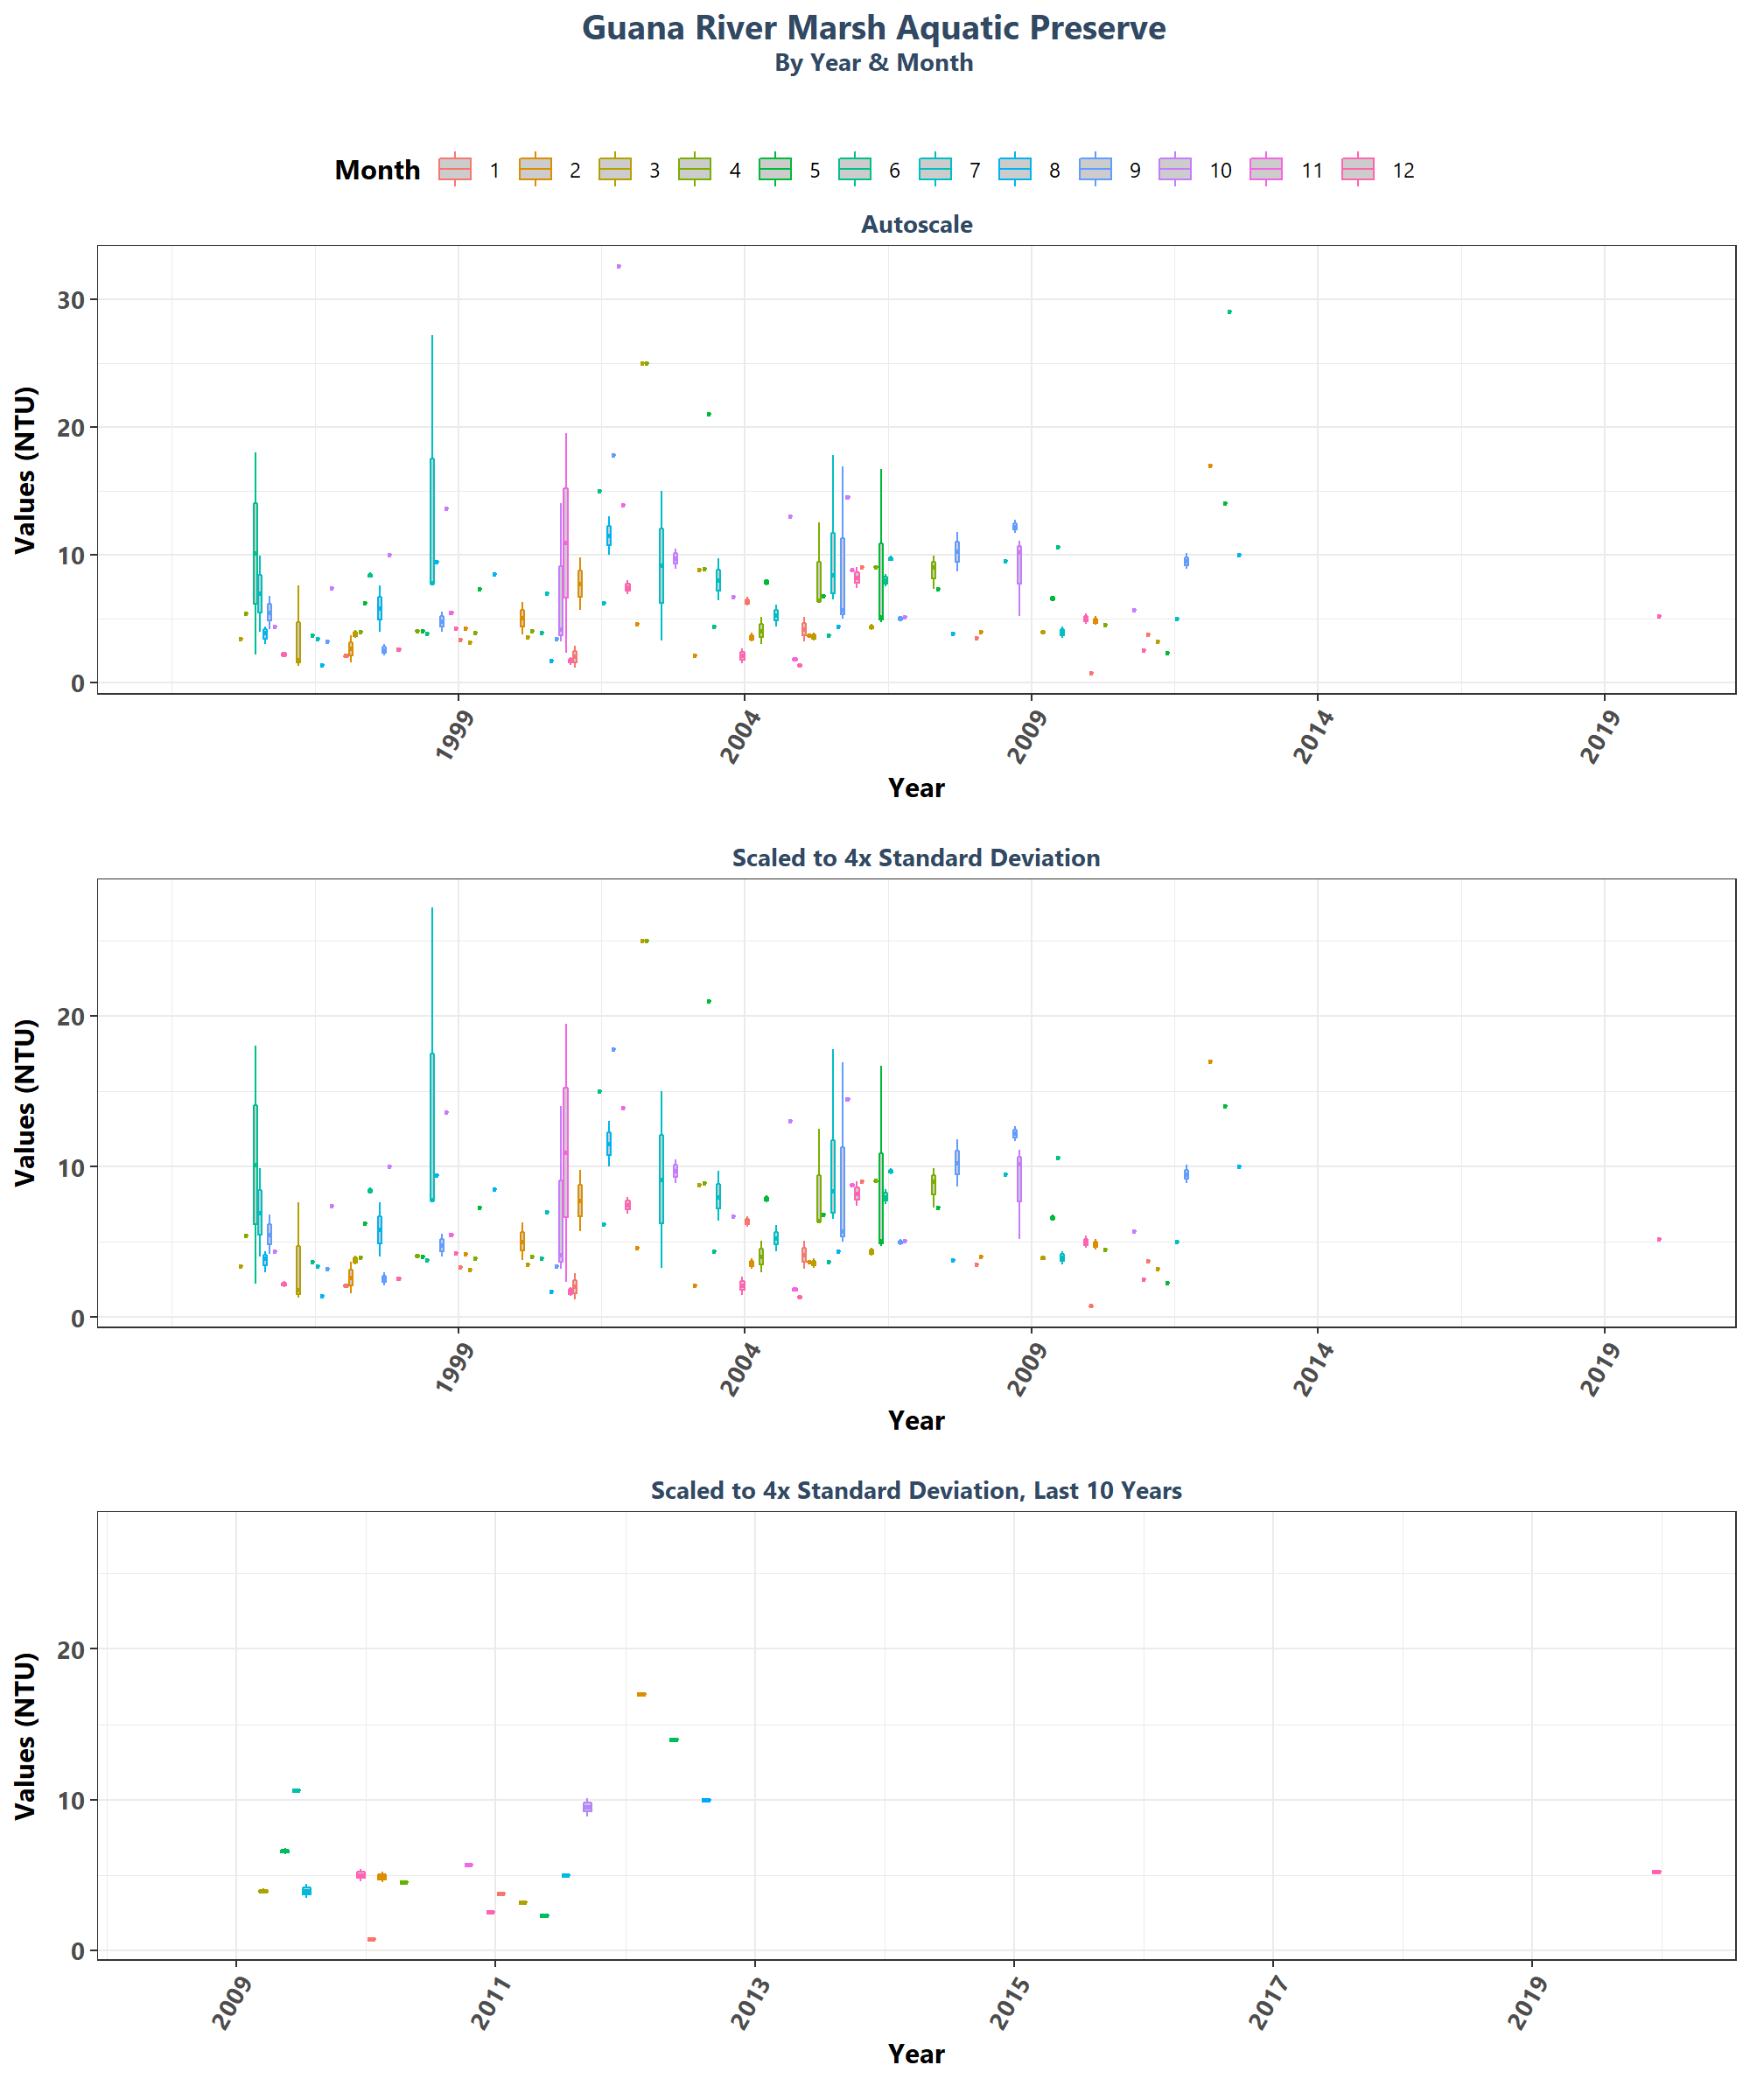 Guana River Marsh Aquatic Preserve
By Year & Month
Month 1 2 3 4 5 6 7 8 9 10 11 12
Autoscale
30
20
10
0
Values (NTU)
1999 2004 2009 2014 2019
Year
Scaled to 4x Standard Deviation
20
10
0
Values (NTU)
1999 2004 2009 2014 2019
Year
Scaled to 4x Standard Deviation, Last 10 Years
20
10
0
Values (NTU)
2009 2011 2013 2015 2017 2019
Year